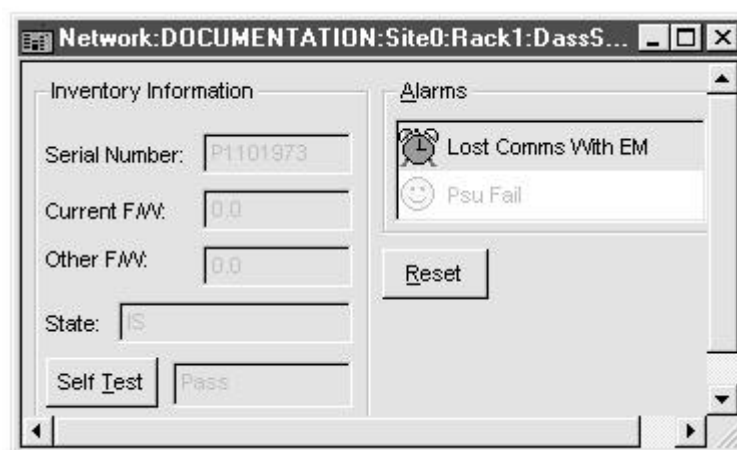 Network:DOCUMENTATION:Site0:Rack1:DassS...
Inventory Information
Serial Number: P1101973
Current F/W: 0.0
Other F/W: 0.0
State: IS
Self Test Pass
Alarms
Lost Comms With EM
Psu Fail
Reset